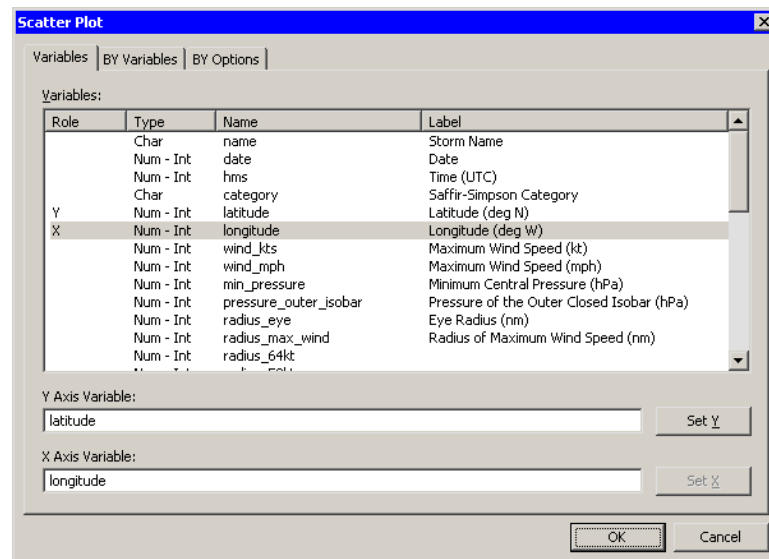 Scatter Plot
Variables BY Variables BY Options
Variables:
Role Type Name Label
Char name Storm Name
Num - Int date Date
Num - Int hms Time (UTC)
Char category Saffir-Simpson Category
Y Num - Int latitude Latitude (deg N)
X Num - Int longitude Longitude (deg W)
Num - Int wind_kts Maximum Wind Speed (kt)
Num - Int wind_mph Maximum Wind Speed (mph)
Num - Int min_pressure Minimum Central Pressure (hPa)
Num - Int pressure_outer_isobar Pressure of the Outer Closed Isobar (hPa)
Num - Int radius_eye Eye Radius (nm)
Num - Int radius_max_wind Radius of Maximum Wind Speed (nm)
Num - Int radius_64kt
Y Axis Variable:
latitude Set Y
X Axis Variable:
longitude Set X
OK Cancel